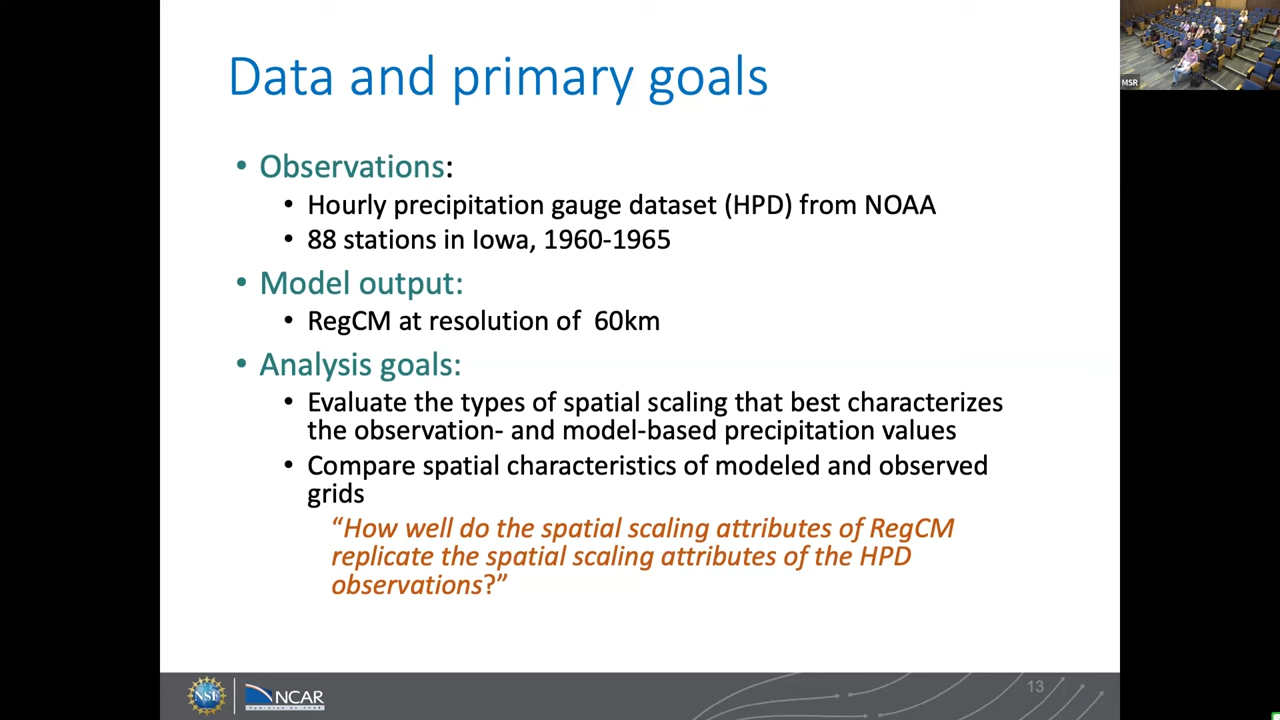 Data and primary goals
MSR
• Observations:
• Hourly precipitation gauge dataset (HPD) from NOAA
• 88 stations in Iowa, 1960-1965
• Model output:
• RegCM at resolution of 60km
• Analysis goals:
• Evaluate the types of spatial scaling that best characterizes
the observation- and model-based precipitation values
• Compare spatial characteristics of modeled and observed
grids
“How well do the spatial scaling attributes of RegCM
replicate the spatial scaling attributes of the HPD
observations?”
NSF
NCAR
13